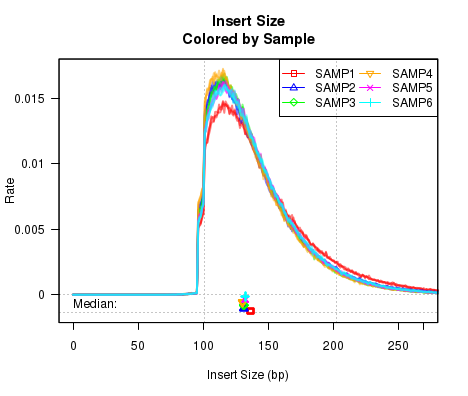 Insert Size
Colored by Sample
SAMP1 SAMP4
SAMP2 SAMP5
SAMP3 SAMP6
0.015
0.01
0.005
0
Rate
Median:
0 50 100 150 200 250
Insert Size (bp)